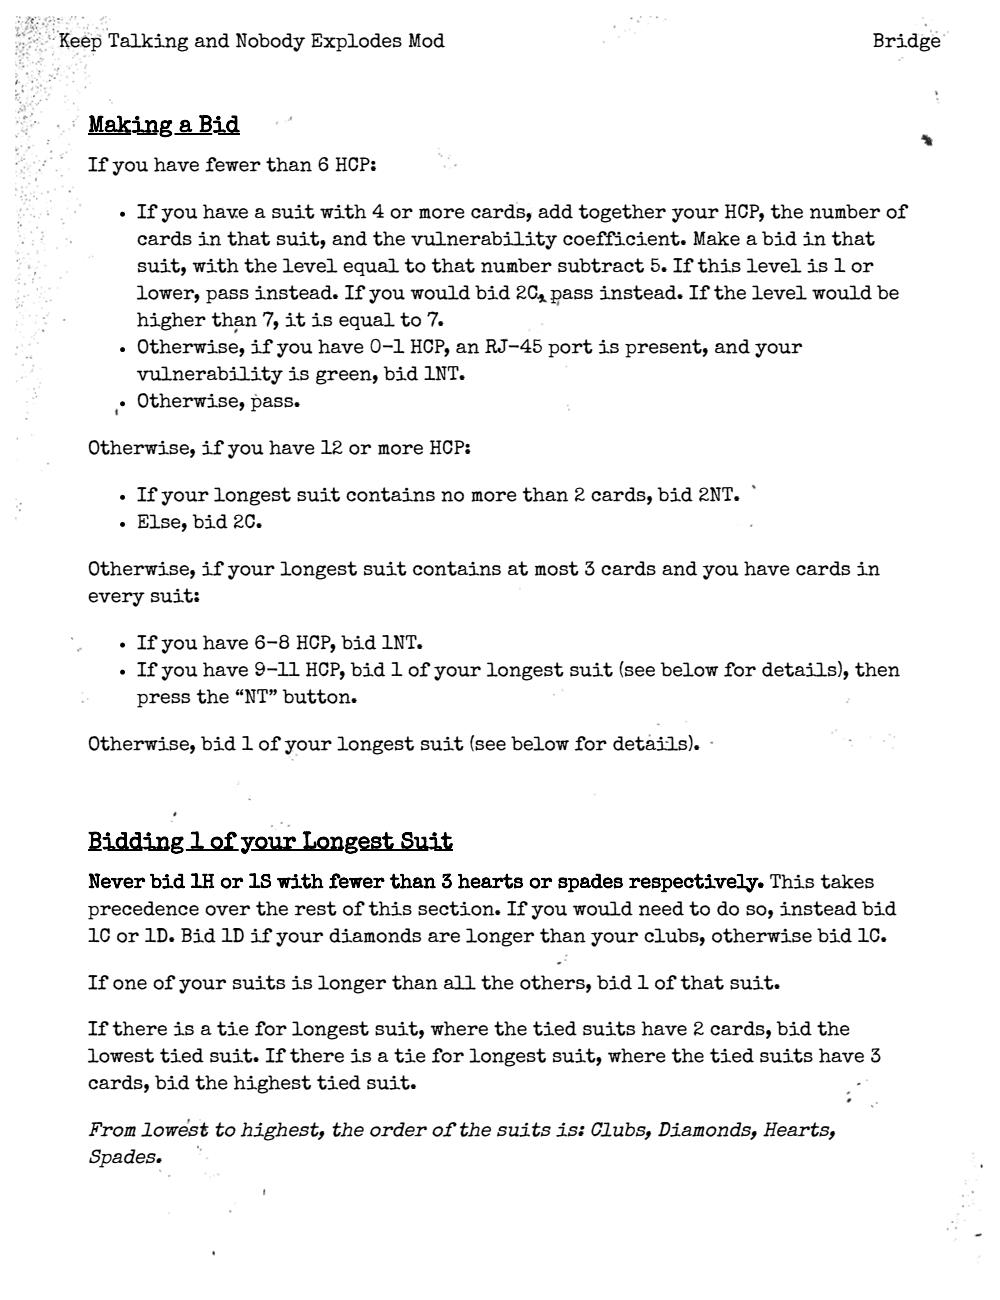 Keep Talking and Nobody Explodes Mod
Bridge
Making a Bid
If you have fewer than 6 HCP:
• If you have a suit with 4 or more cards, add together your HCP, the number of
cards in that suit, and the vulnerability coefficient. Make a bid in that
suit, with the level equal to that number subtract 5. If this level is 1 or
lower, pass instead. If you would bid 2C, pass instead. If the level would be
higher than 7, it is equal to 7.
• Otherwise, if you have 0-1 HCP, an RJ-45 port is present, and your
vulnerability is green, bid 1NT.
• Otherwise, pass.
Otherwise, if you have 12 or more HCP:
• If your longest suit contains no more than 2 cards, bid 2NT.
• Else, bid 2C.
Otherwise, if your longest suit contains at most 3 cards and you have cards in
every suit:
• If you have 6-8 HCP, bid 1NT.
• If you have 9-11 HCP, bid 1 of your longest suit (see below for details), then
press the “NT” button.
Otherwise, bid 1 of your longest suit (see below for details).
Bidding 1 of your Longest Suit
Never bid 1H or 1S with fewer than 3 hearts or spades respectively. This takes
precedence over the rest of this section. If you would need to do so, instead bid
1C or 1D. Bid 1D if your diamonds are longer than your clubs, otherwise bid 1C.
If one of your suits is longer than all the others, bid 1 of that suit.
If there is a tie for longest suit, where the tied suits have 2 cards, bid the
lowest tied suit. If there is a tie for longest suit, where the tied suits have 3
cards, bid the highest tied suit.
From lowest to highest, the order of the suits is: Clubs, Diamonds, Hearts,
Spades.